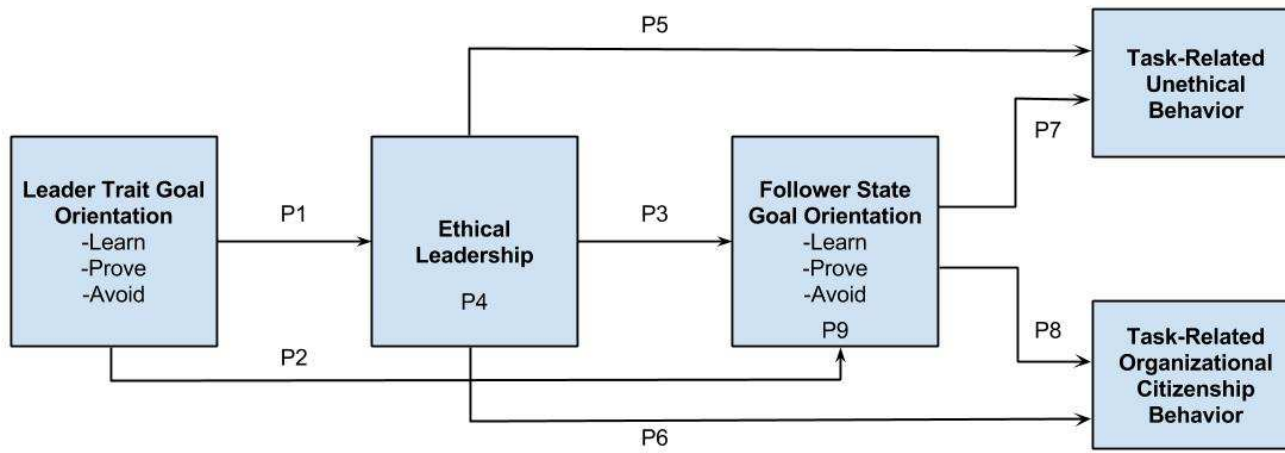 P5
Task-Related
Unethical
Behavior
P7
Leader Trait Goal
Orientation
-Learn
-Prove
-Avoid
P1
Ethical
Leadership
P4
P3
Follower State
Goal Orientation
-Learn
-Prove
-Avoid
P9
P8
P2
Task-Related
Organizational
Citizenship
Behavior
P6